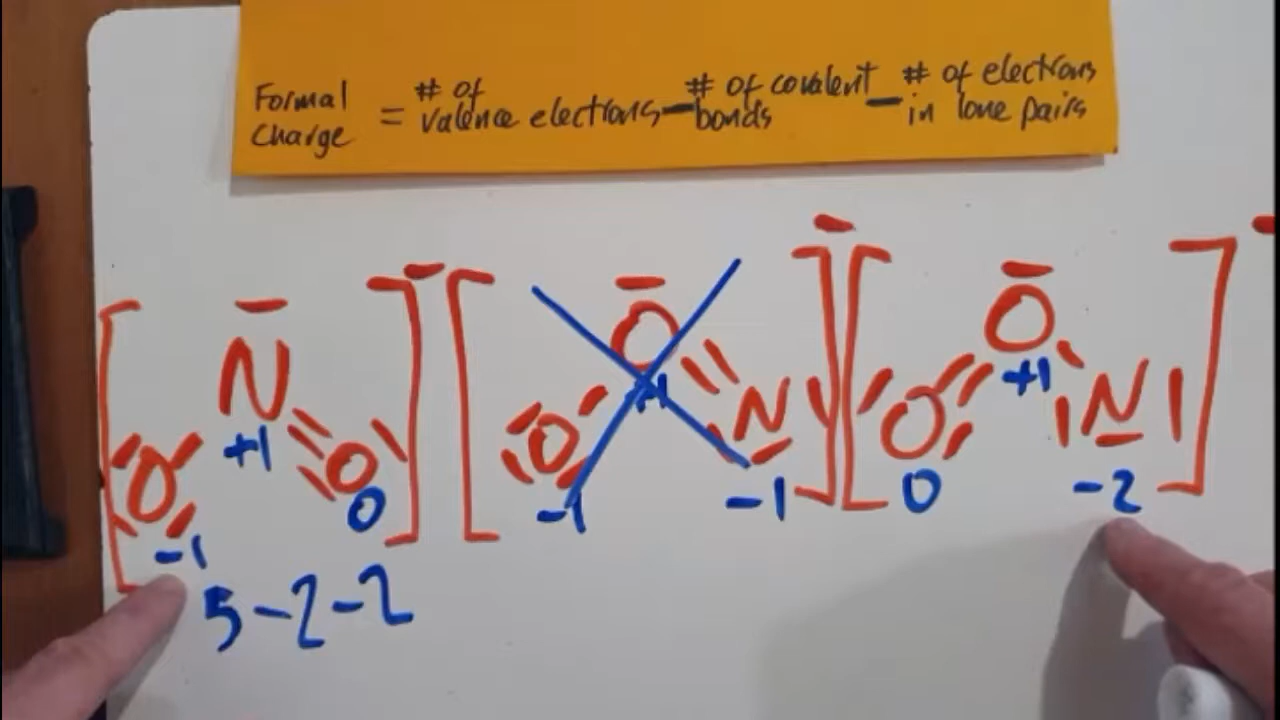 Formal Charge = # of valence electrons - # of covalent bonds - # of electrons in lone pairs
[ O N O ] -
-1 +1 0
[ O O N ] -
-1 +1 -1
[ O O N ] -
0 +1 -2
5-2-2